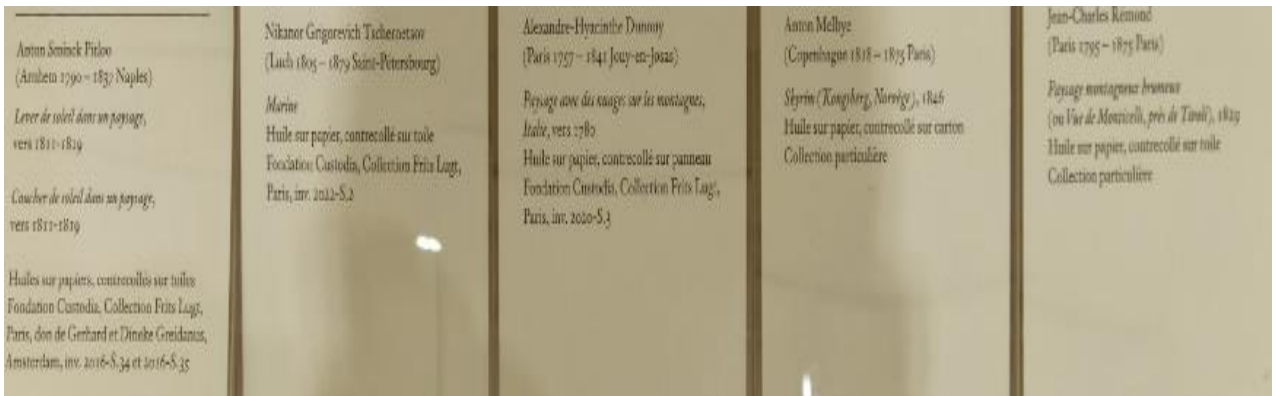 Anton Sminck Pitloo
(Arnhem 1790 – 1837 Naples)
Lever de soleil dans un paysage,
vers 1811-1819
Coucher de soleil dans un paysage,
vers 1811-1819
Huiles sur papiers, contrecollés sur toiles
Fondation Custodia, Collection Frits Lugt,
Paris, don de Gerhard et Dineke Greidanus,
Amsterdam, inv. 2016-S.34 et 2016-S.35
Nikanor Grigorevich Tschernetsov
(Luch 1805 – 1879 Saint-Pétersbourg)
Marine
Huile sur papier, contrecollé sur toile
Fondation Custodia, Collection Frits Lugt,
Paris, inv. 2022-S.2
Alexandre-Hyacinthe Dunouy
(Paris 1757 – 1841 Jouy-en-Josas)
Paysage avec des nuages sur les montagnes,
Italie, vers 1780
Huile sur papier, contrecollé sur panneau
Fondation Custodia, Collection Frits Lugt,
Paris, inv. 2020-S.3
Anton Melbye
(Copenhague 1818 – 1875 Paris)
(Kongsberg, Norvège), 1846
Huile sur papier, contrecollé sur carton
Collection particulière
Jean-Charles Rémond
(Paris 1795 – 1875 Paris)
Paysage montagneux brumeux
(ou Vue de Monticelli, près de Tivoli), 1829
Huile sur papier, contrecollé sur toile
Collection particulière